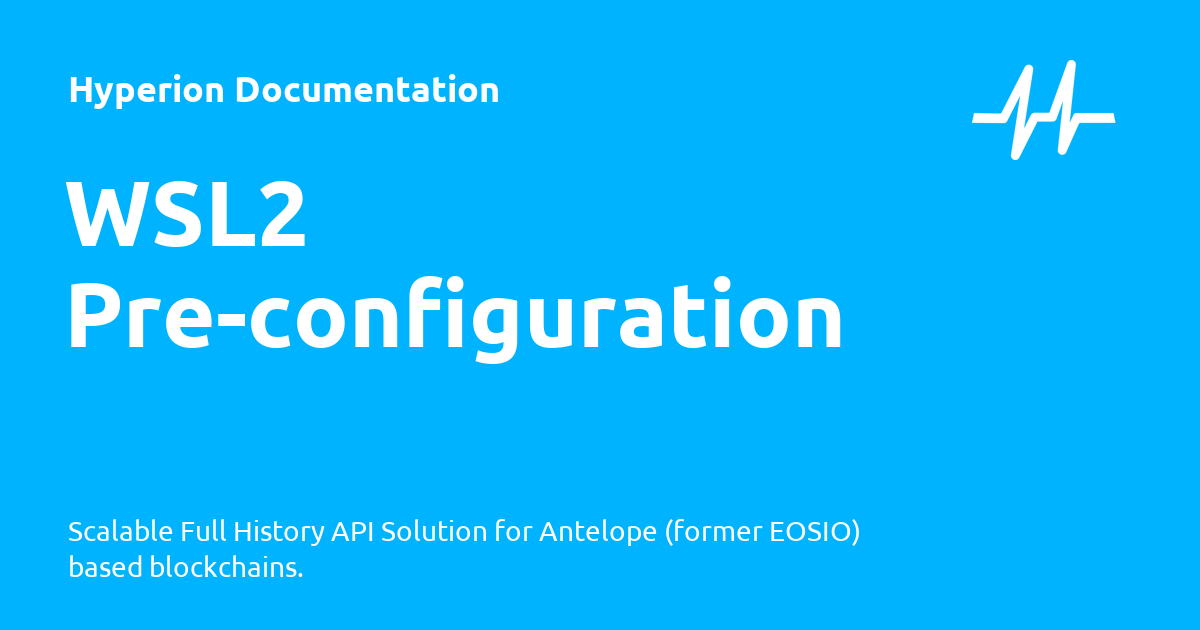 Hyperion Documentation
WSL2
Pre-configuration
Scalable Full History API Solution for Antelope (former EOSIO)
based blockchains.